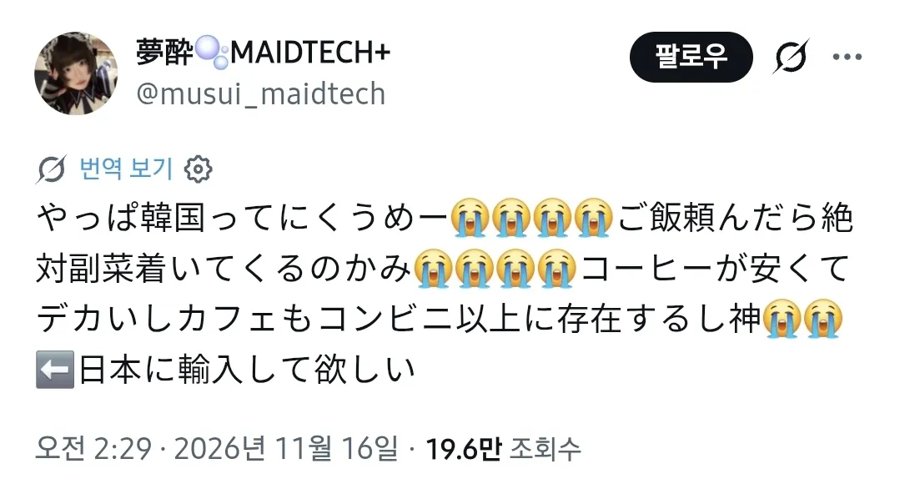 夢酔🫧MAIDTECH+
팔로우
@musui_maidtech
번역 보기
やっぱ韓国ってにくうめー😭😭😭😭ご飯頼んだら絶
対副菜着いてくるのかみ😭😭😭😭コーヒーが安くて
デカいしカフェもコンビニ以上に存在するし神😭😭
⬅️日本に輸入して欲しい
오전 2:29 · 2026년 11월 16일 · 19.6만 조회수